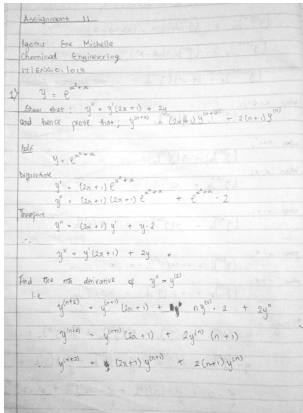 Assignment 11
Iyoma Eme Michelle
Chemical Engineering
17/ENG01/013
1) y = e^{x²+x}
Show that: y'' = y'(2x+1) + 2y
and hence prove that; y^{(n+2)} = (2x+1) y^{(n+1)} + 2(n+1) y^{(n)}
Soln
y = e^{x²+x}
y' = (2x+1) e^{x²+x}
y'' = (2x+1)(2x+1) e^{x²+x} + e^{x²+x} · 2
Therefore
y'' = (2x+1) y' + y·2
∴
y'' = y'(2x+1) + 2y
Find the nth derivative of y'' = y^{(2)}
i.e
y^{(n+2)} = y^{(n+1)} (2x+1) + n y^{(n)} · 2 + 2y^{n}
∴ y^{(n+2)} = y^{(n+1)} (2x+1) + 2y^{(n)} (n+1)
∴ y^{(n+2)} = (2x+1) y^{(n+1)} + 2(n+1) y^{(n)}